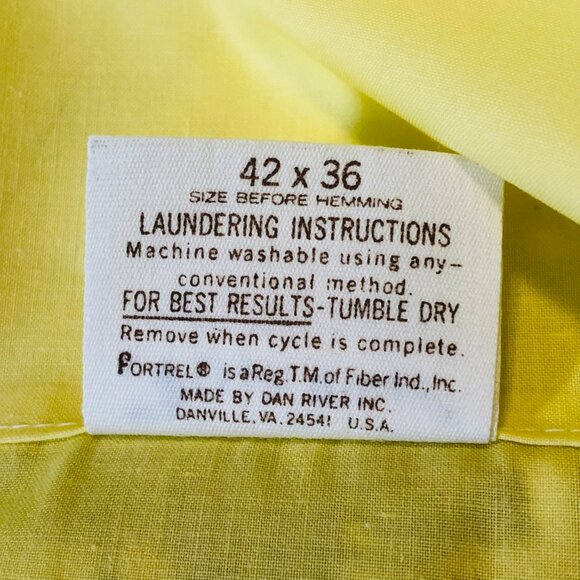 42 x 36
SIZE BEFORE HEMMING
LAUNDERING INSTRUCTIONS
Machine washable using any-
conventional method.
FOR BEST RESULTS-TUMBLE DRY
Remove when cycle is complete.
FORTREL® is a Reg.T.M. of Fiber Ind., Inc.
MADE BY DAN RIVER INC.
DANVILLE, VA. 24541 U.S.A.